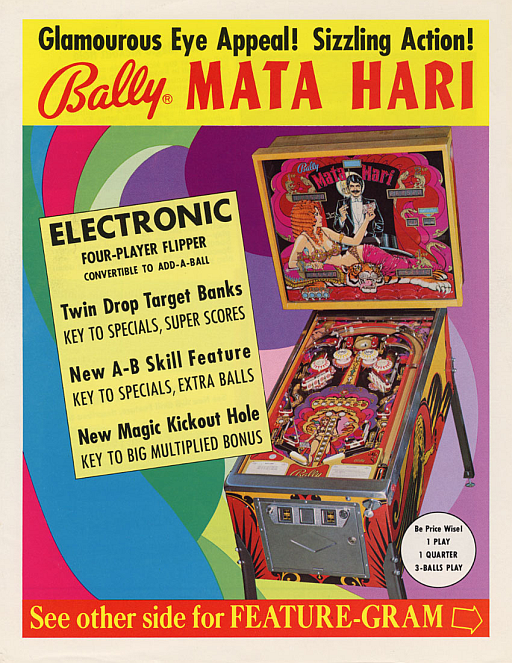 Glamourous Eye Appeal! Sizzling Action!
Bally® MATA HARI
Bally
Mata Hari
ELECTRONIC
FOUR-PLAYER FLIPPER
CONVERTIBLE TO ADD-A-BALL
Twin Drop Target Banks
KEY TO SPECIALS, SUPER SCORES
New A-B Skill Feature
KEY TO SPECIALS, EXTRA BALLS
New Magic Kickout Hole
KEY TO BIG MULTIPLIED BONUS
Bally
Be Price Wise!
1 PLAY
1 QUARTER
3-BALLS PLAY
See other side for FEATURE-GRAM